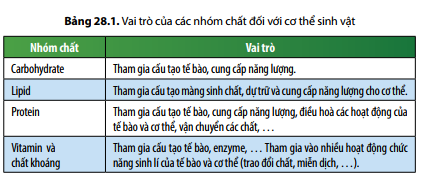 Bảng 28.1. Vai trò của các nhóm chất đối với cơ thể sinh vật
Nhóm chất Vai trò
Carbohydrate Tham gia cấu tạo tế bào, cung cấp năng lượng.
Lipid Tham gia cấu tạo màng sinh chất, dự trữ và cung cấp năng lượng cho cơ thể.
Protein Tham gia cấu tạo tế bào, cung cấp năng lượng, điều hoà các hoạt động của
tế bào và cơ thể, vận chuyển các chất, …
Vitamin và Tham gia cấu tạo tế bào, enzyme, … Tham gia vào nhiều hoạt động chức
chất khoáng năng sinh lí của tế bào và cơ thể (trao đổi chất, miễn dịch, …).